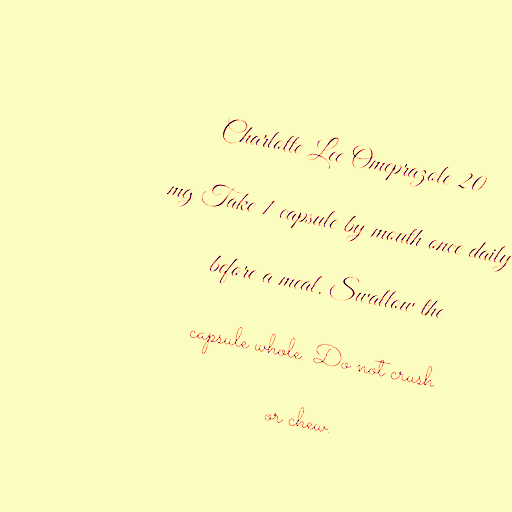 Charlotte Lee Omeprazole 20
mg Take 1 capsule by mouth once daily
before a meal. Swallow the
capsule whole. Do not crush
or chew.